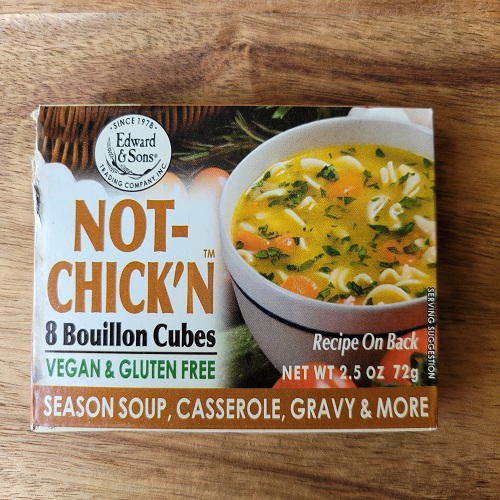 · SINCE 1978 ·
Edward
& Sons®
TRADING COMPANY, INC.
NOT-
CHICK'N™
8 Bouillon Cubes
VEGAN & GLUTEN FREE
Recipe On Back
NET WT 2.5 OZ 72g
SERVING SUGGESTION
SEASON SOUP, CASSEROLE, GRAVY & MORE